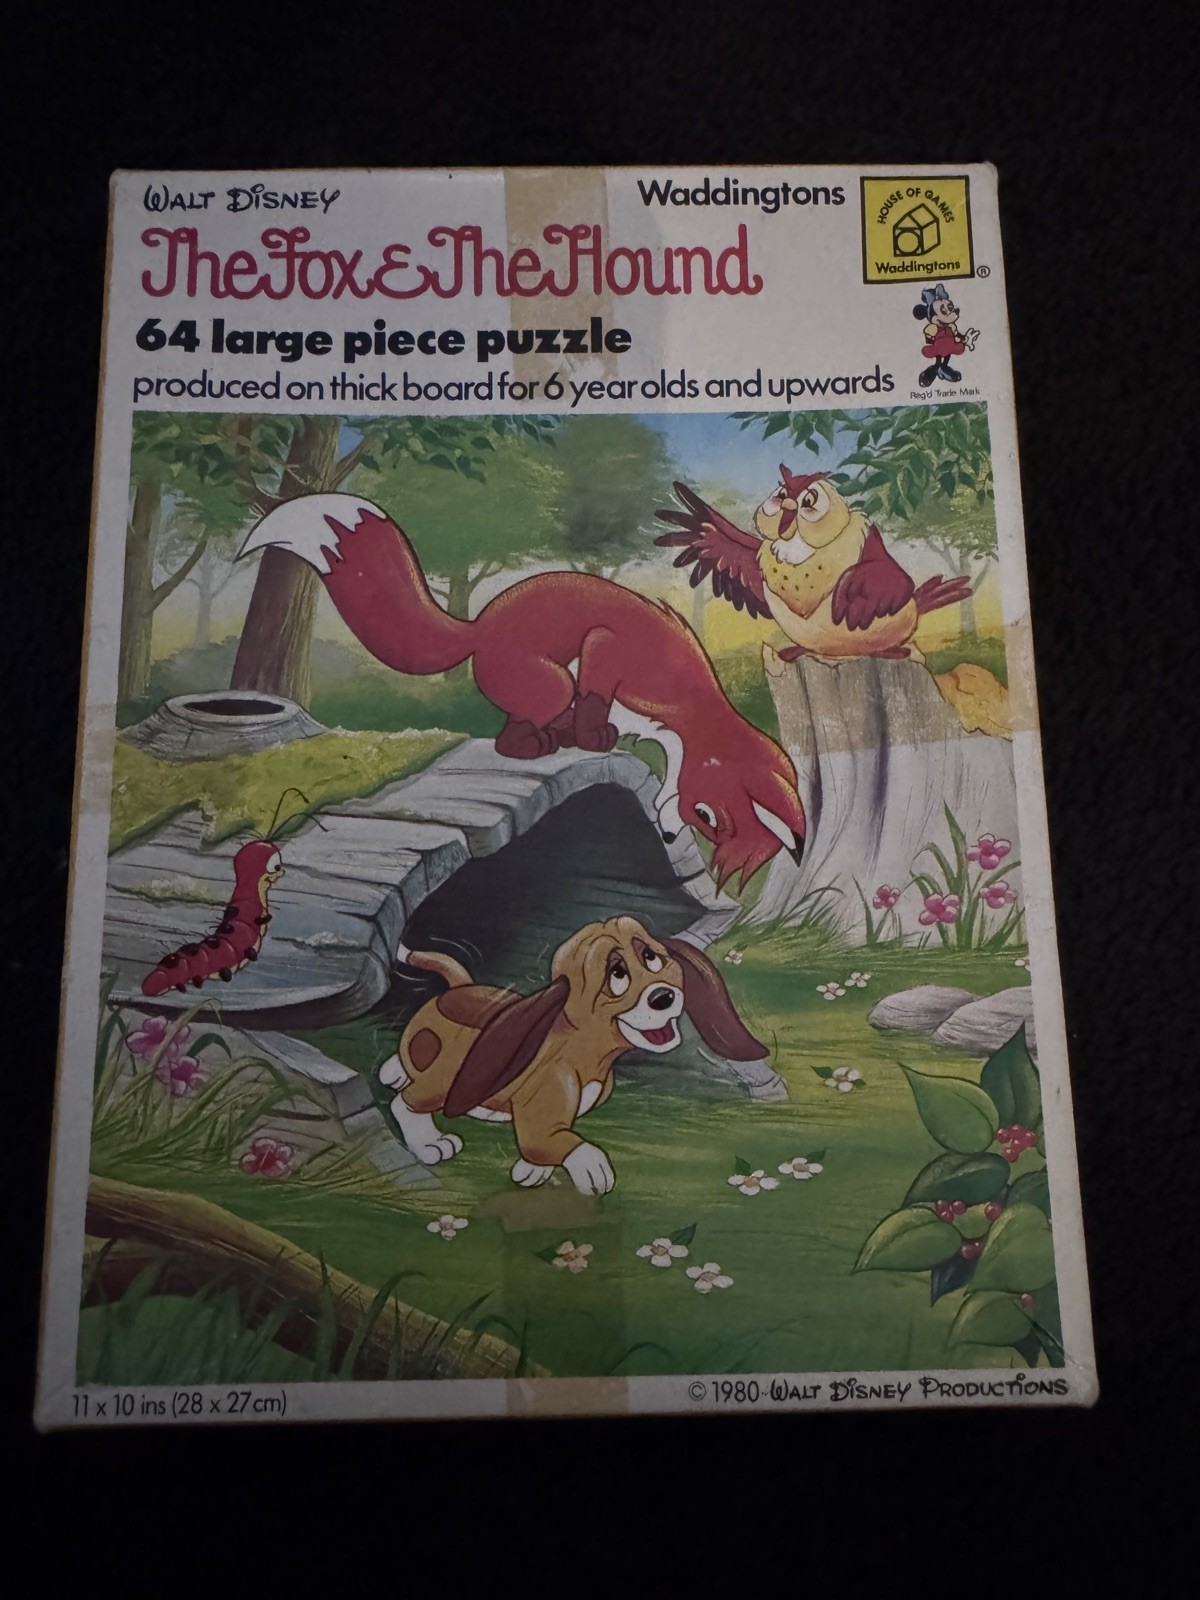 WALT DISNEY
The Fox & The Hound
64 large piece puzzle
produced on thick board for 6 year olds and upwards
Waddingtons
HOUSE OF GAMES
Waddingtons
®
Reg'd Trade Mark
11 x 10 ins (28 x 27 cm)
© 1980 WALT DISNEY PRODUCTIONS